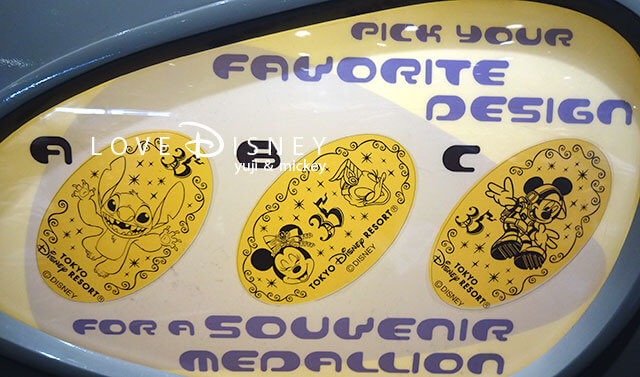 PICK YOUR
FAVORITE
DESIGN
A
B
C
LOVE DISNEY
yuji & mickey
35
TOKYO
Disney RESORT®
©DISNEY
35
TOKYO Disney RESORT®
©DISNEY
35
TOKYO
Disney RESORT®
©DISNEY
FOR A SOUVENIR
MEDALLION